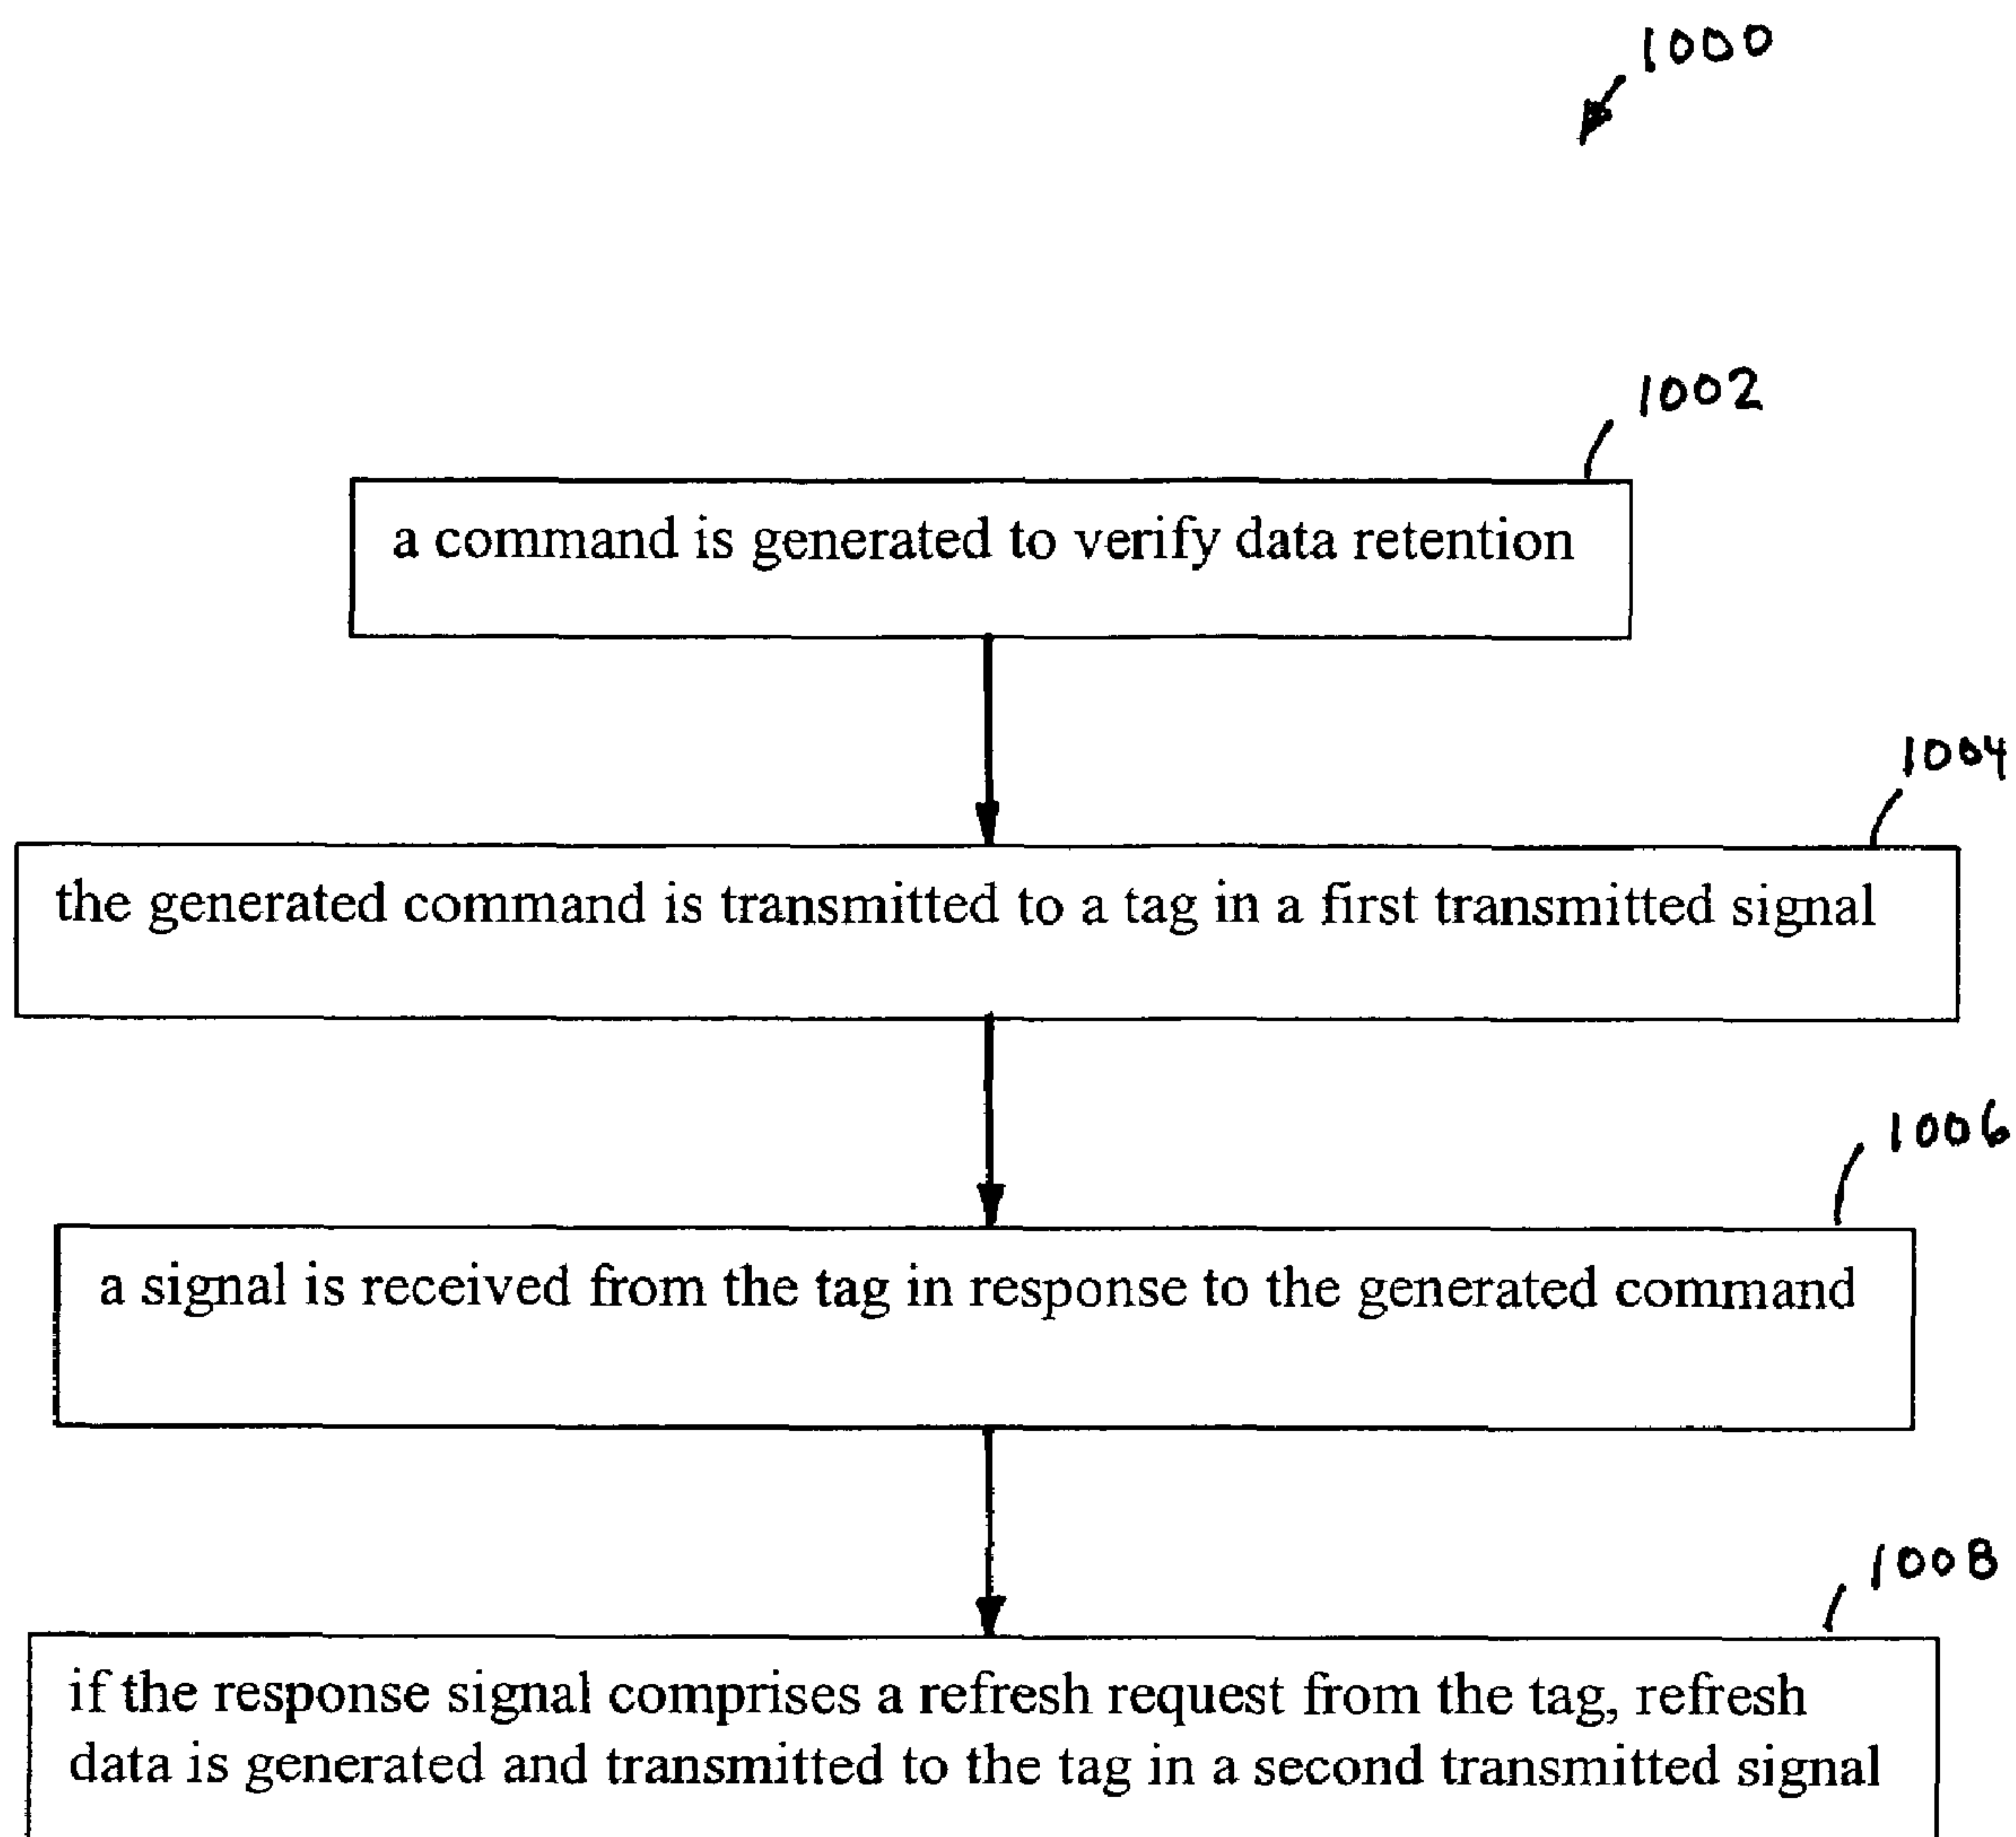 1000
1002
a command is generated to verify data retention
1004
the generated command is transmitted to a tag in a first transmitted signal
1006
a signal is received from the tag in response to the generated command
1008
if the response signal comprises a refresh request from the tag, refresh
data is generated and transmitted to the tag in a second transmitted signal